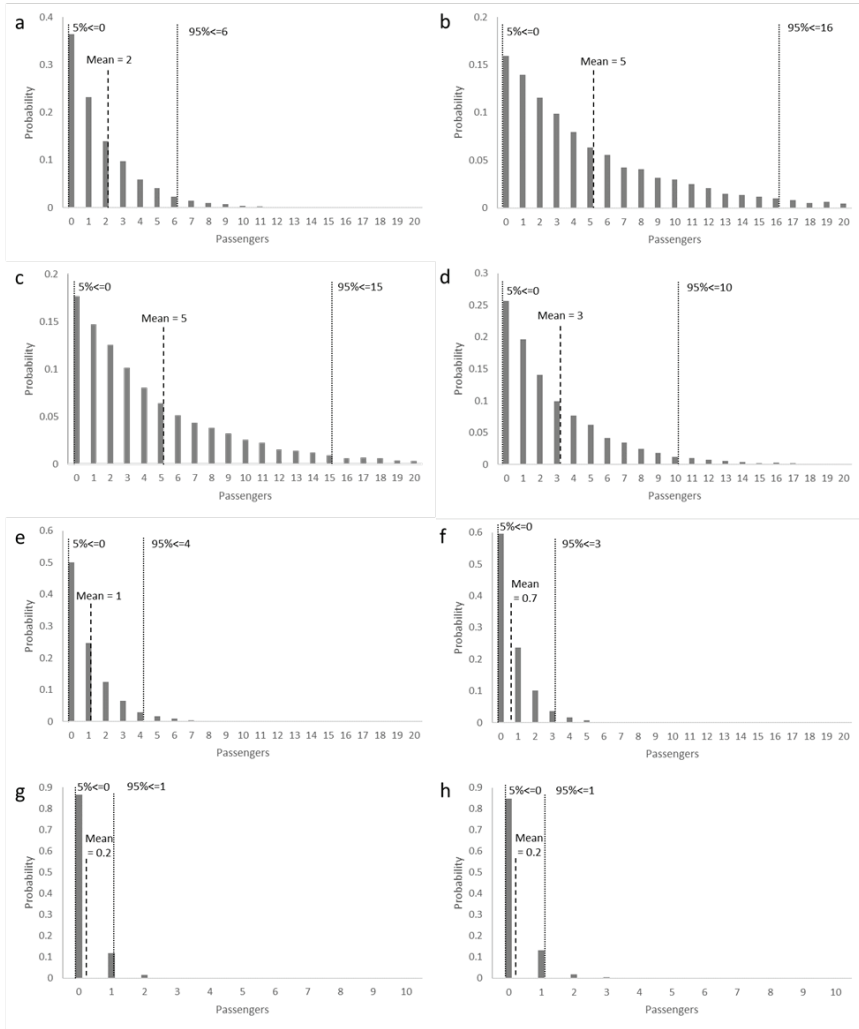 a
5%<=0
95%<=6
Mean = 2
Probability
0.4
0.3
0.2
0.1
0
0 1 2 3 4 5 6 7 8 9 10 11 12 13 14 15 16 17 18 19 20
Passengers
b
5%<=0
95%<=16
Mean = 5
Probability
0.2
0.15
0.1
0.05
0
0 1 2 3 4 5 6 7 8 9 10 11 12 13 14 15 16 17 18 19 20
Passengers
c
5%<=0
95%<=15
Mean = 5
Probability
0.2
0.15
0.1
0.05
0
0 1 2 3 4 5 6 7 8 9 10 11 12 13 14 15 16 17 18 19 20
Passengers
d
5%<=0
95%<=10
Mean = 3
Probability
0.3
0.25
0.2
0.15
0.1
0.05
0
0 1 2 3 4 5 6 7 8 9 10 11 12 13 14 15 16 17 18 19 20
Passengers
e
5%<=0
95%<=4
Mean = 1
Probability
0.6
0.5
0.4
0.3
0.2
0.1
0
0 1 2 3 4 5 6 7 8 9 10 11 12 13 14 15 16 17 18 19 20
Passengers
f
5%<=0
95%<=3
Mean
= 0.7
Probability
0.6
0.5
0.4
0.3
0.2
0.1
0
0 1 2 3 4 5 6 7 8 9 10 11 12 13 14 15 16 17 18 19 20
Passengers
g
5%<=0
95%<=1
Mean
= 0.2
Probability
0.9
0.8
0.7
0.6
0.5
0.4
0.3
0.2
0.1
0
0 1 2 3 4 5 6 7 8 9 10
Passengers
h
5%<=0
95%<=1
Mean
= 0.2
Probability
0.9
0.8
0.7
0.6
0.5
0.4
0.3
0.2
0.1
0
0 1 2 3 4 5 6 7 8 9 10
Passengers